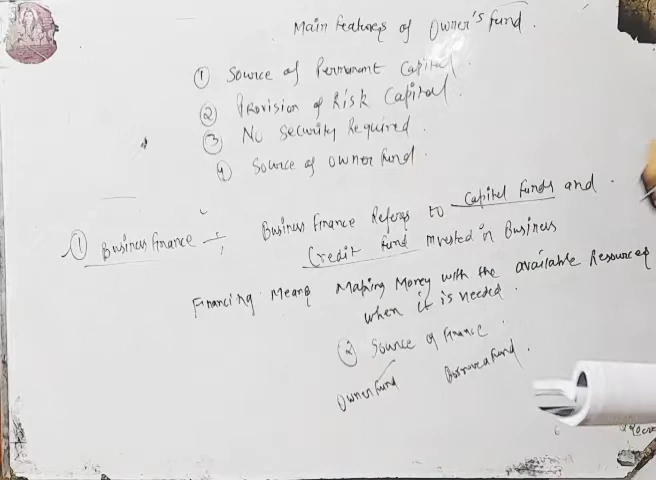 Main features of Owner's fund.
① Source of Permanent Capital.
② Provision of Risk Capital.
③ No Security Required.
④ Source of owner fund.
① Business finance ÷ Business finance Refers to Capital funds and
Credit fund invested in Business
Financing Means Making Money with the available Resources
when it is needed.
② Source of finance.
Owner fund Borrowed fund.